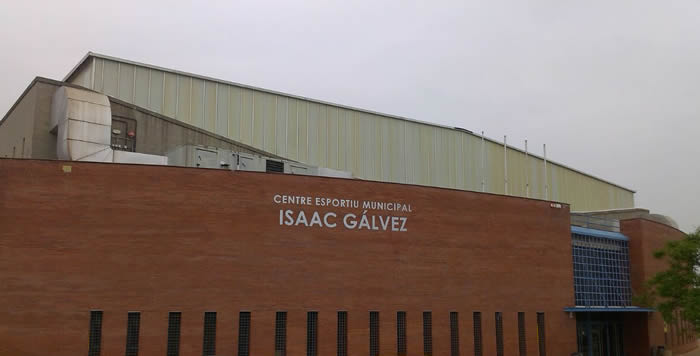 CENTRE ESPORTIU MUNICIPAL
ISAAC GÁLVEZ